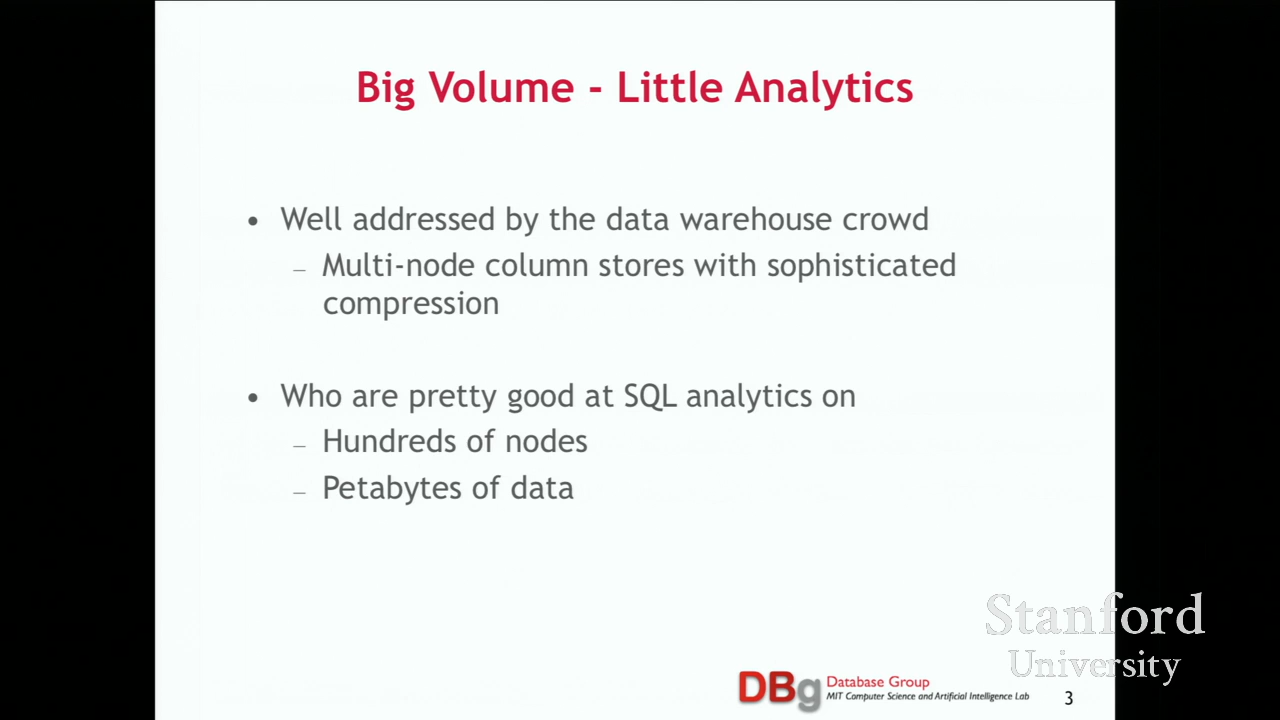 Big Volume - Little Analytics
• Well addressed by the data warehouse crowd
– Multi-node column stores with sophisticated
compression
• Who are pretty good at SQL analytics on
– Hundreds of nodes
– Petabytes of data
Stanford
University
DBg Database Group
MIT Computer Science and Artificial Intelligence Lab
3